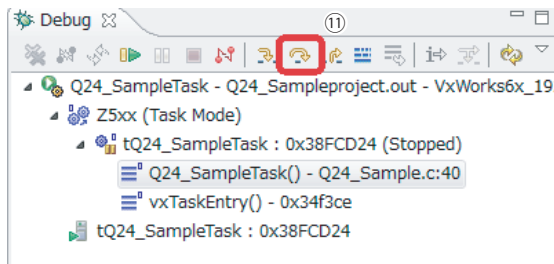 Debug
⑪
Q24_SampleTask - Q24_Sampleproject.out - VxWorks6x_19
Z5xx (Task Mode)
tQ24_SampleTask : 0x38FCD24 (Stopped)
Q24_SampleTask() - Q24_Sample.c:40
vxTaskEntry() - 0x34f3ce
tQ24_SampleTask : 0x38FCD24